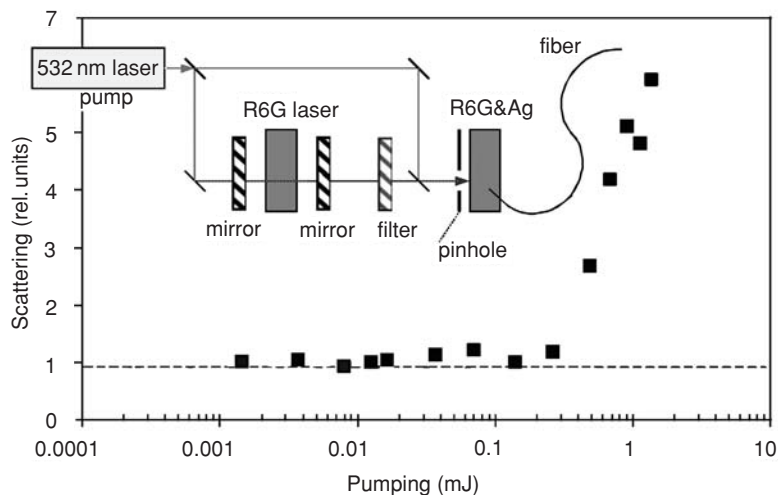 7
6
5
4
3
2
1
0
Scattering (rel. units)
532 nm laser
pump
R6G laser
R6G&Ag
fiber
mirror
mirror
filter
pinhole
0.0001
0.001
0.01
0.1
1
10
Pumping (mJ)